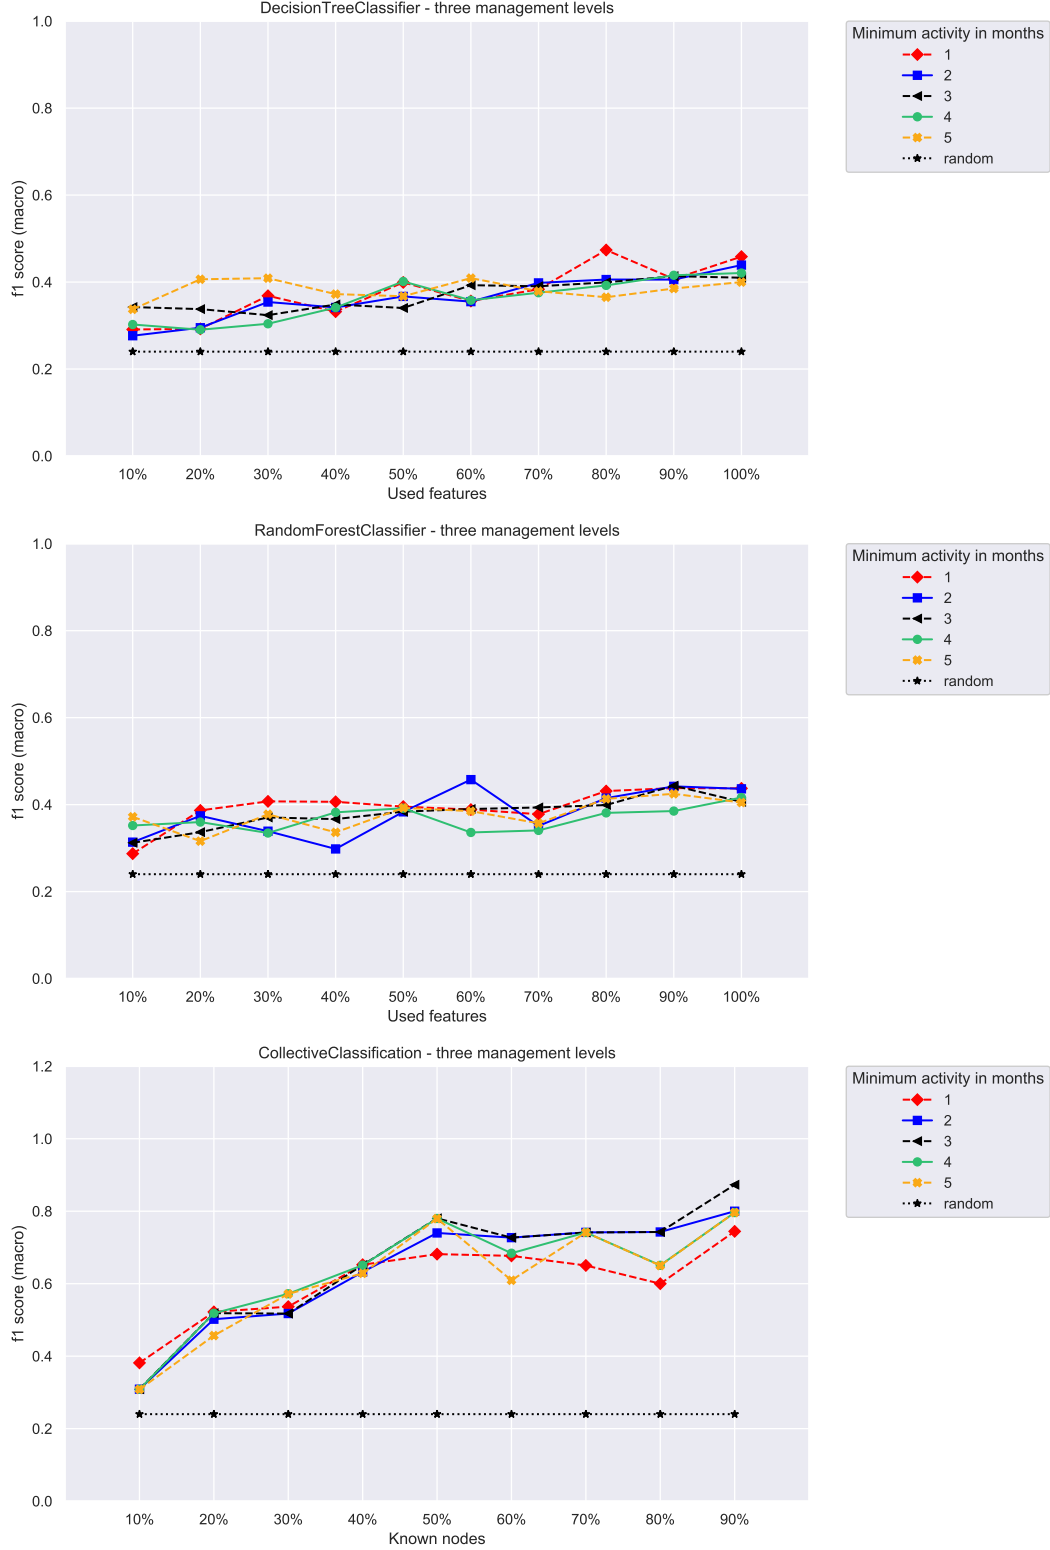 DecisionTreeClassifier - three management levels
1.0
0.8
0.6
0.4
0.2
0.0
f1 score (macro)
10% 20% 30% 40% 50% 60% 70% 80% 90% 100%
Used features
Minimum activity in months
1
2
3
4
5
random
RandomForestClassifier - three management levels
1.0
0.8
0.6
0.4
0.2
0.0
f1 score (macro)
10% 20% 30% 40% 50% 60% 70% 80% 90% 100%
Used features
Minimum activity in months
1
2
3
4
5
random
CollectiveClassification - three management levels
1.2
1.0
0.8
0.6
0.4
0.2
0.0
f1 score (macro)
10% 20% 30% 40% 50% 60% 70% 80% 90%
Known nodes
Minimum activity in months
1
2
3
4
5
random